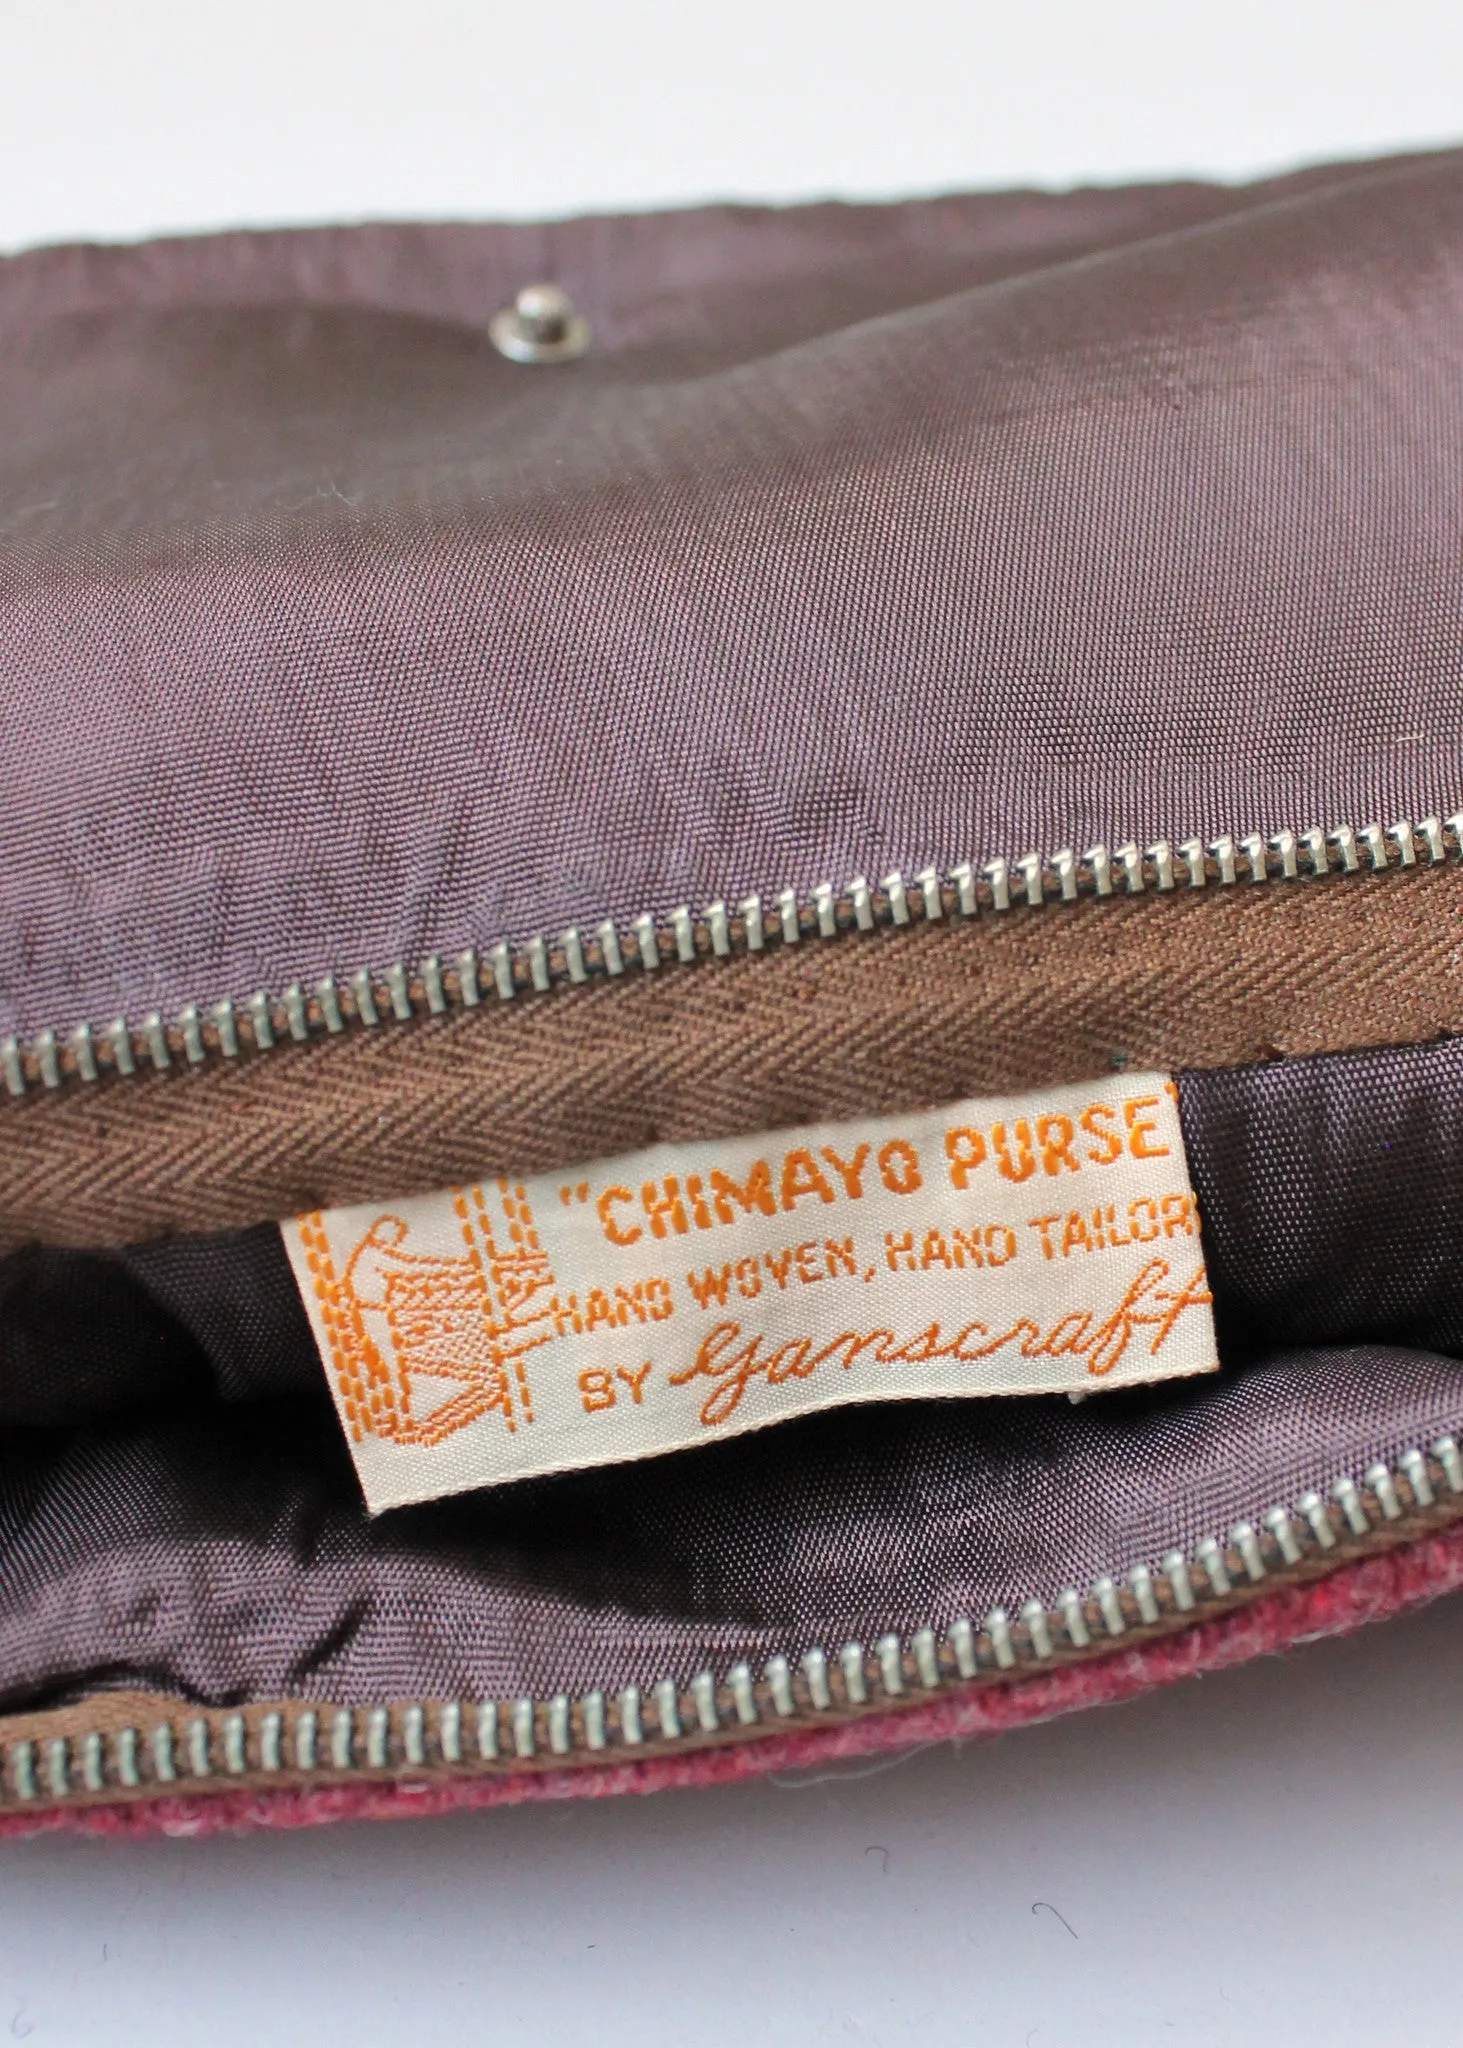 "CHIMAYO PURSE"
HAND WOVEN, HAND TAILOR
BY Ganscraft